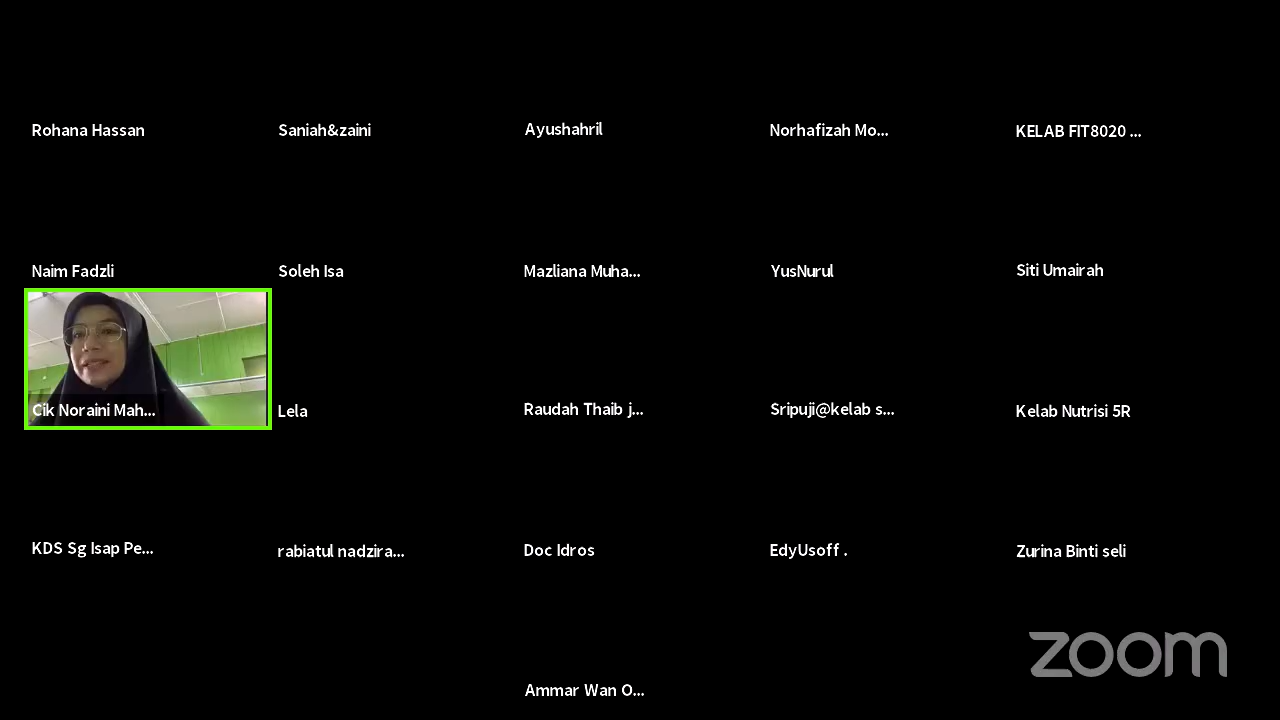 Rohana Hassan
Saniah&zaini
Ayushahril
Norhafizah Mo...
KELAB FIT8020 ...
Naim Fadzli
Soleh Isa
Mazliana Muha...
YusNurul
Siti Umairah
Cik Noraini Mah...
Lela
Raudah Thaib j...
Sripuji@kelab s...
Kelab Nutrisi 5R
KDS Sg Isap Pe...
rabiatul nadzira...
Doc Idros
EdyUsoff .
Zurina Binti seli
Ammar Wan O...
zoom